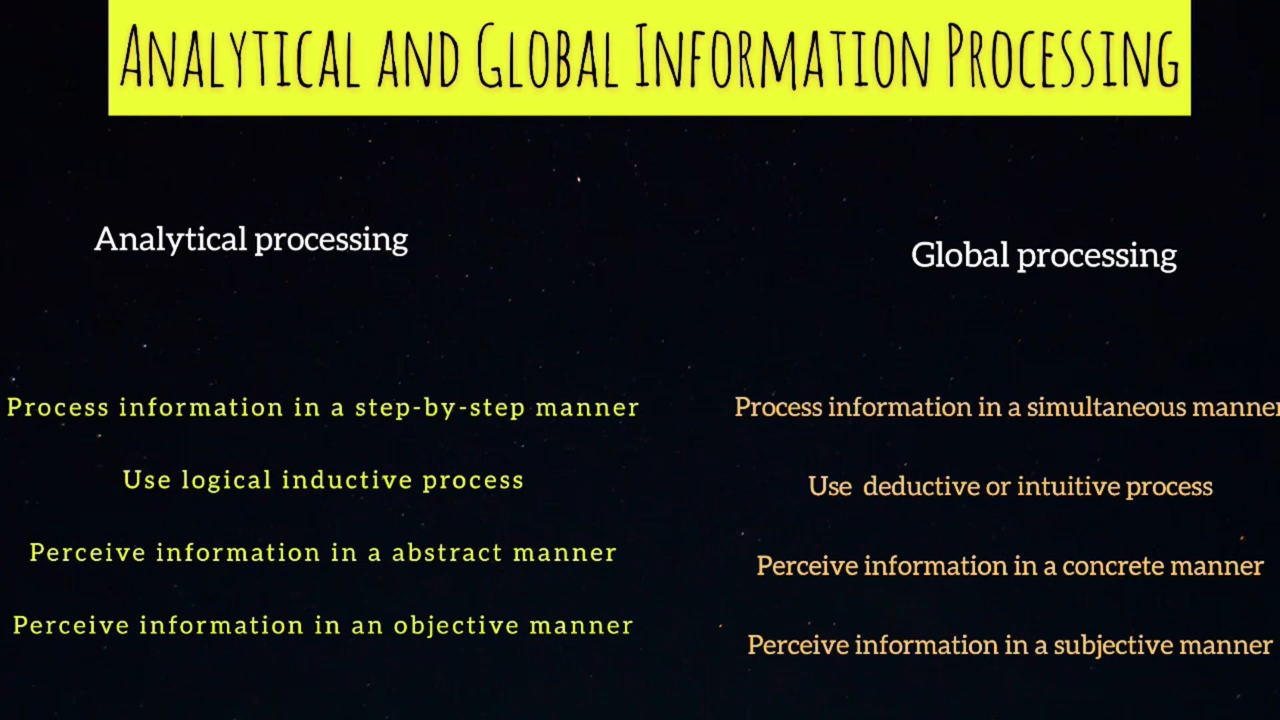 Analytical and Global Information Processing
Analytical processing
Process information in a step-by-step manner
Use logical inductive process
Perceive information in a abstract manner
Perceive information in an objective manner
Global processing
Process information in a simultaneous manner
Use deductive or intuitive process
Perceive information in a concrete manner
Perceive information in a subjective manner